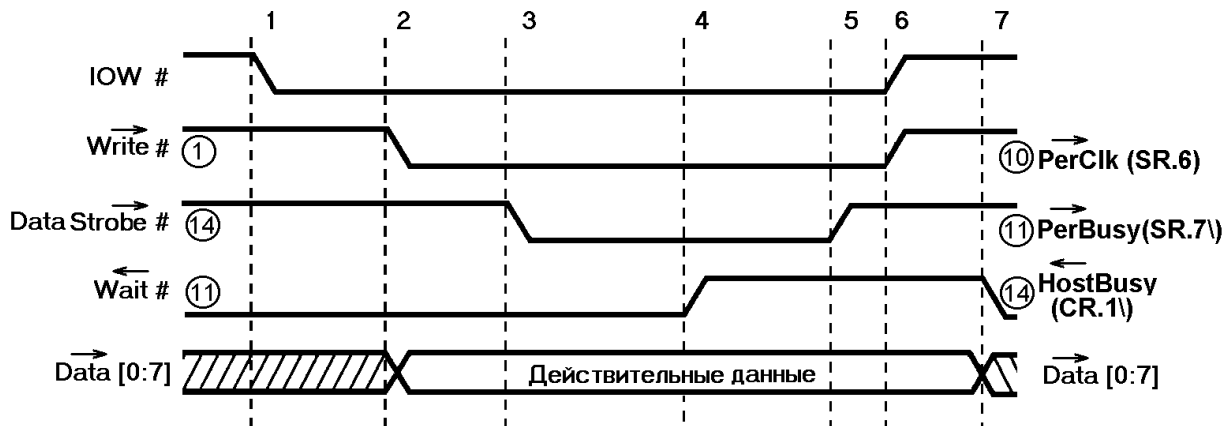 1 2 3 4 5 6 7
IOW #
Write # 1
10 PerClk (SR.6)
Data Strobe # 14
11 PerBusy(SR.7\)
Wait # 11
14 HostBusy
(CR.1\)
Data [0:7]
Действительные данные
Data [0:7]